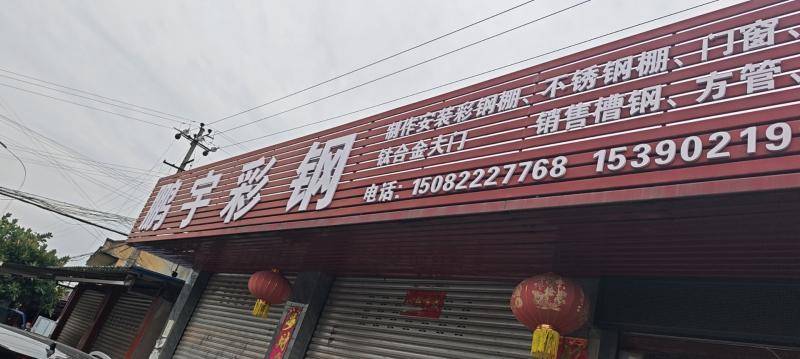 鹏宇彩钢
制作安装彩钢棚、不锈钢棚、门窗、
钛合金天门 销售槽钢、方管、
电话：15082227768 15390219